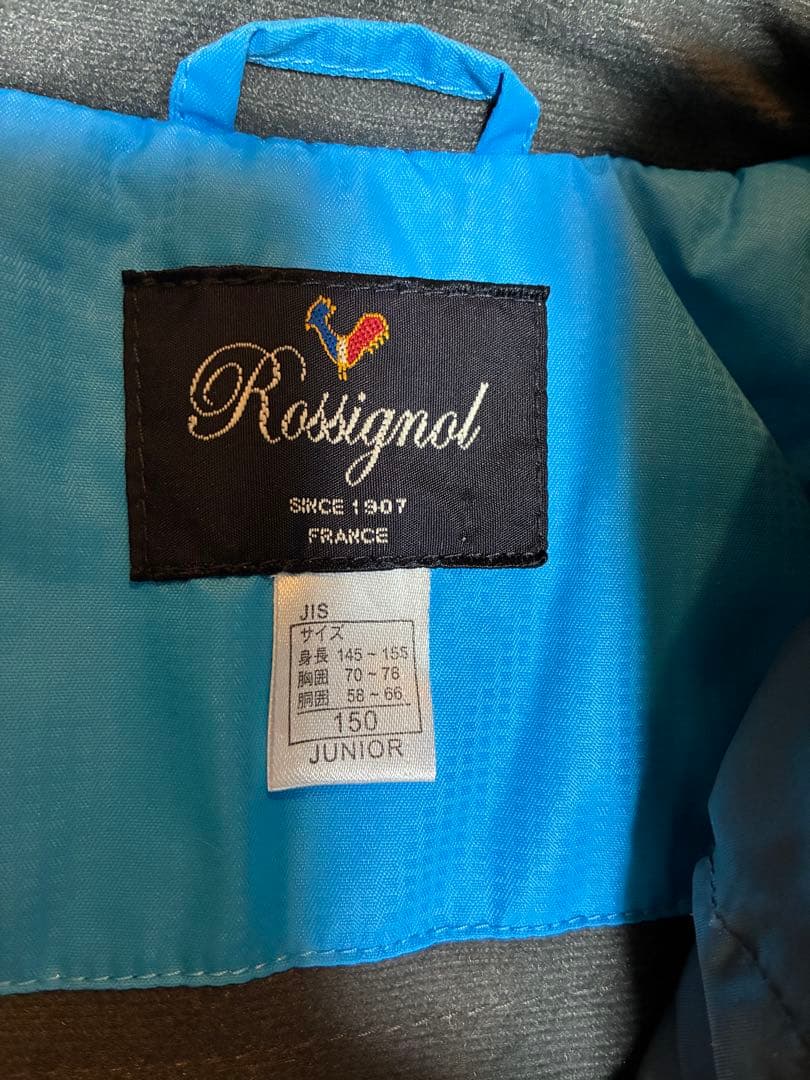 Rossignol
SINCE 1907
FRANCE
JIS
サイズ
身長 145~155
胸囲 70~78
胴囲 58~66
150
JUNIOR